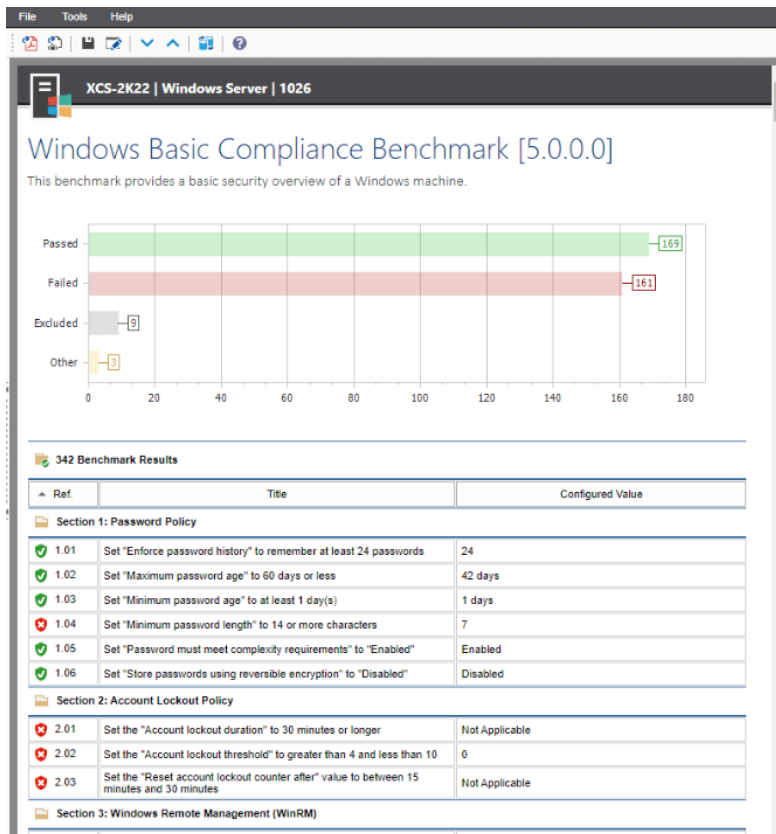 File Tools Help
XCS-2K22 | Windows Server | 1026
Windows Basic Compliance Benchmark [5.0.0.0]
This benchmark provides a basic security overview of a Windows machine.
Passed 169
Failed 161
Excluded 9
Other 3
0 20 40 60 80 100 120 140 160 180
342 Benchmark Results
Ref. Title Configured Value
Section 1: Password Policy
1.01 Set "Enforce password history" to remember at least 24 passwords 24
1.02 Set "Maximum password age" to 60 days or less 42 days
1.03 Set "Minimum password age" to at least 1 day(s) 1 days
1.04 Set "Minimum password length" to 14 or more characters 7
1.05 Set "Password must meet complexity requirements" to "Enabled" Enabled
1.06 Set "Store passwords using reversible encryption" to "Disabled" Disabled
Section 2: Account Lockout Policy
2.01 Set the "Account lockout duration" to 30 minutes or longer Not Applicable
2.02 Set the "Account lockout threshold" to greater than 4 and less than 10 0
2.03 Set the "Reset account lockout counter after" value to between 15
minutes and 30 minutes Not Applicable
Section 3: Windows Remote Management (WinRM)